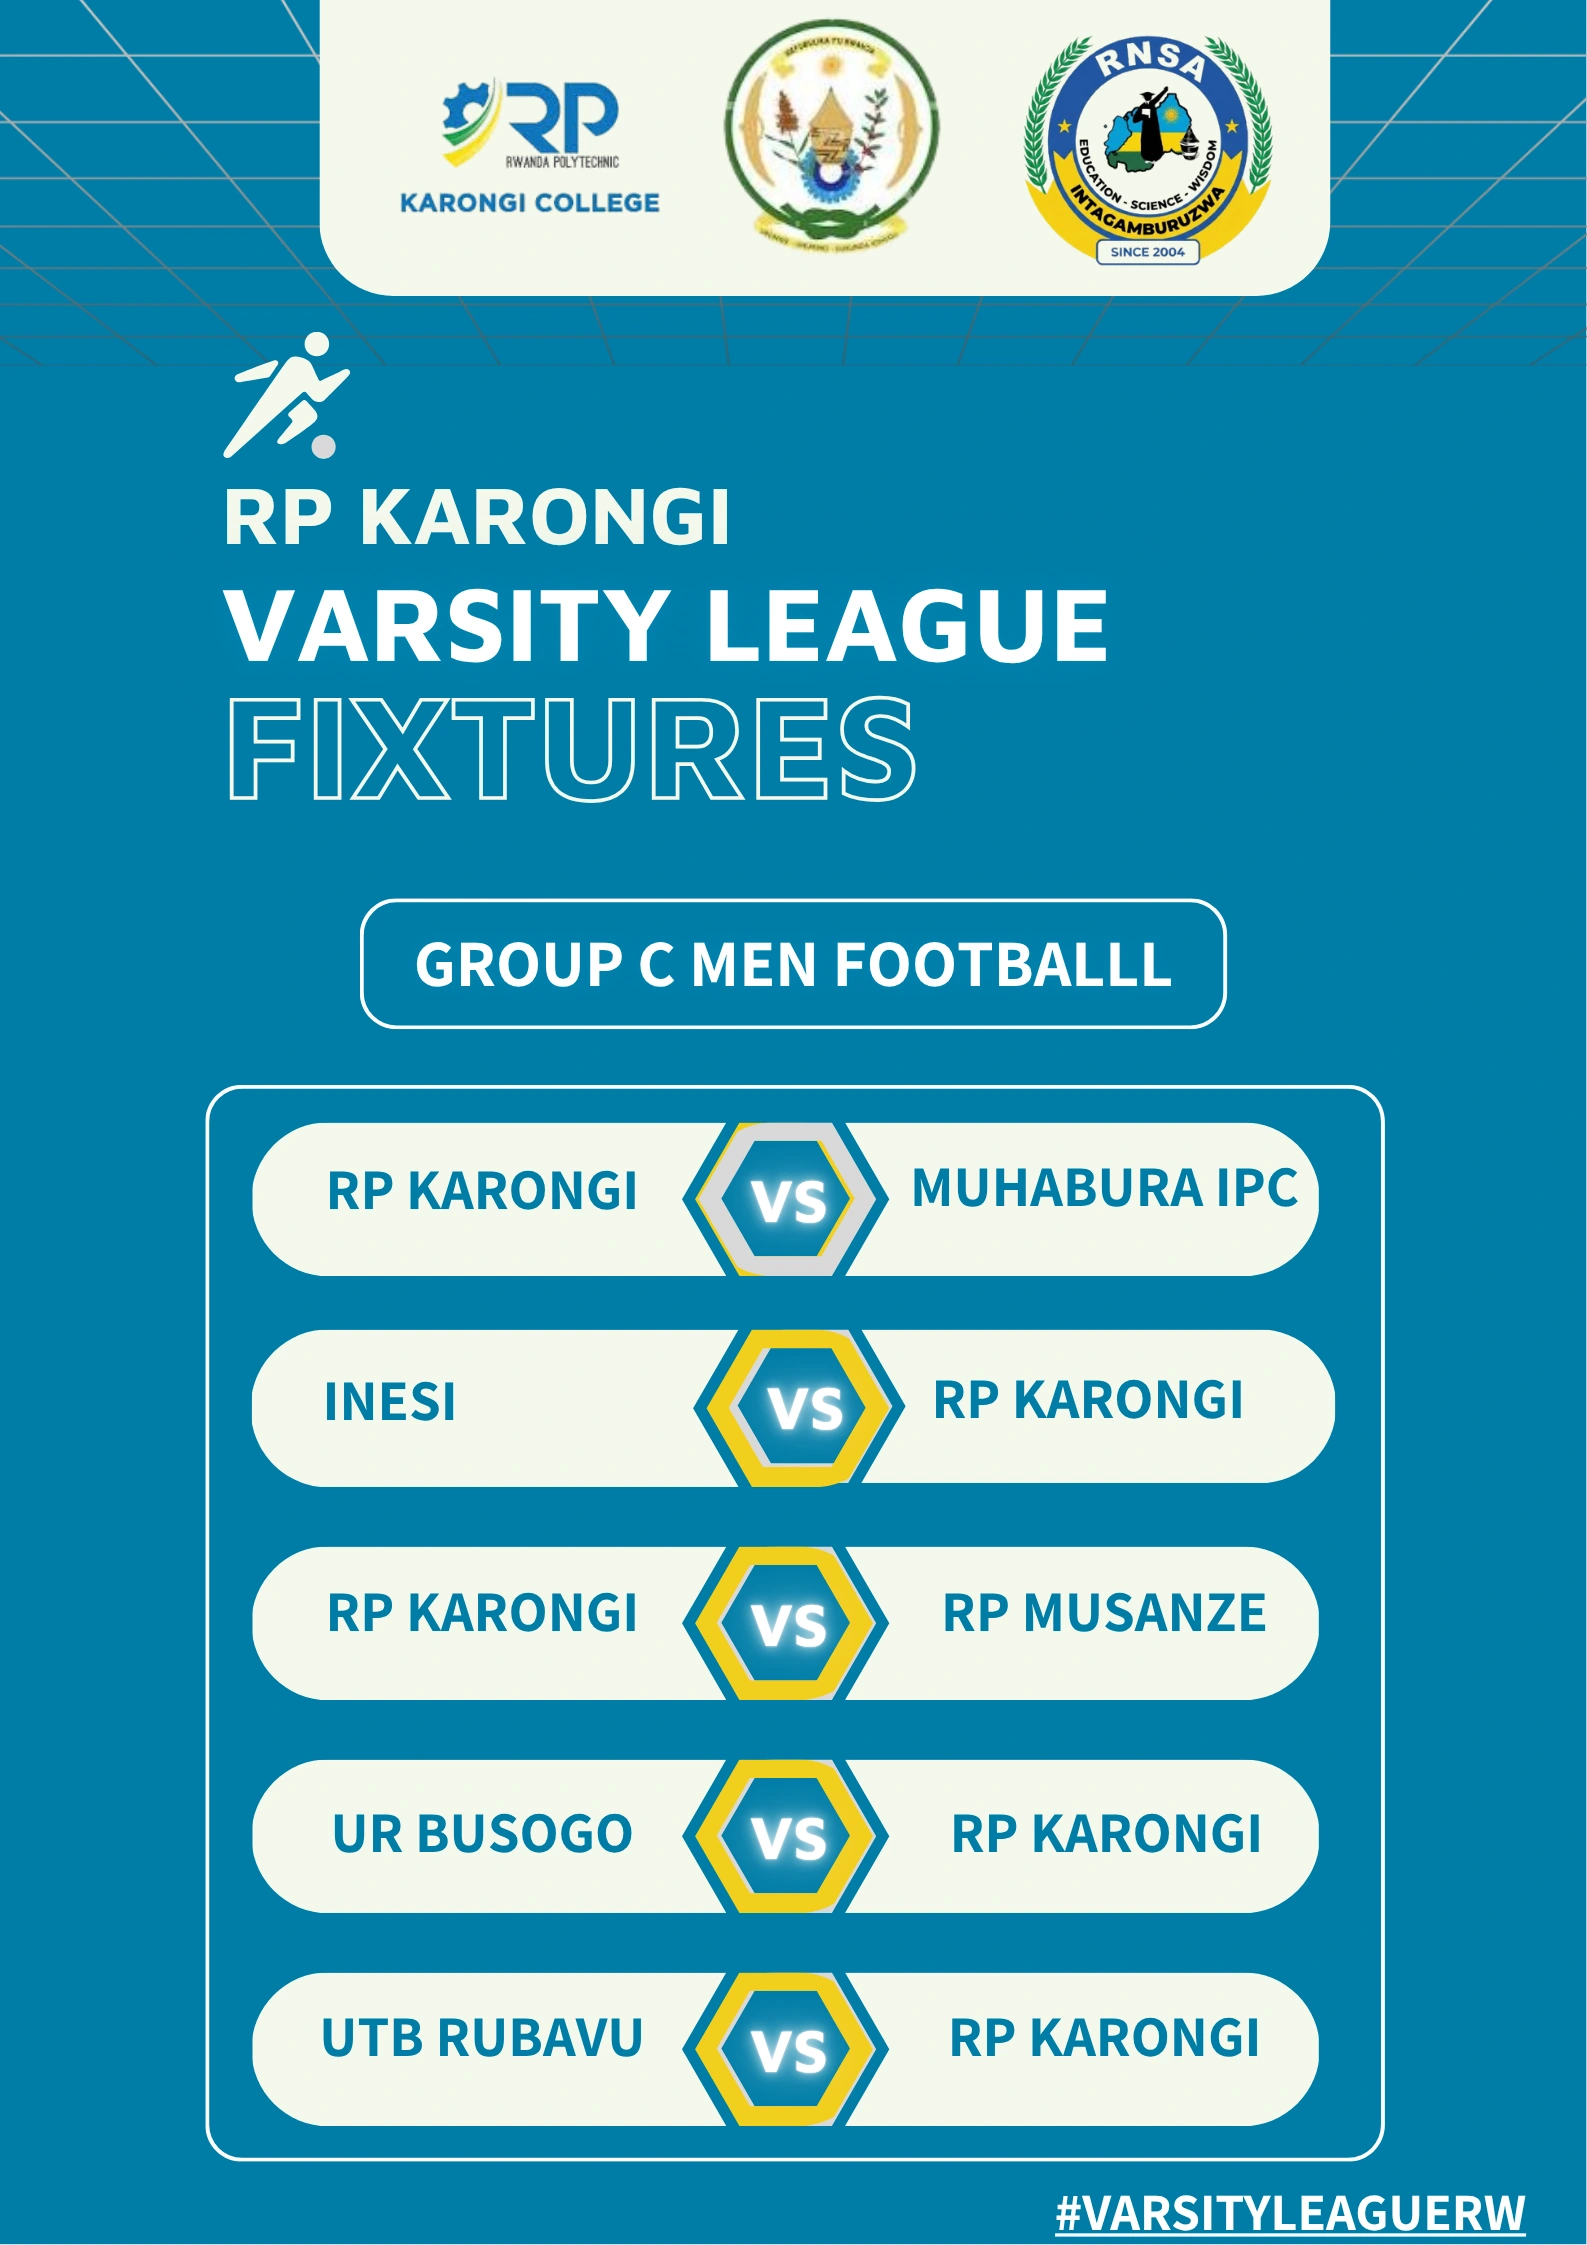 RP
RWANDA POLYTECHNIC
KARONGI COLLEGE
RNSA
EDUCATION - SCIENCE - WISDOM
INTAGAMBURUZWA
SINCE 2004
RP KARONGI
VARSITY LEAGUE
FIXTURES
GROUP C MEN FOOTBALLL
RP KARONGI VS MUHABURA IPC
INESI VS RP KARONGI
RP KARONGI VS RP MUSANZE
UR BUSOGO VS RP KARONGI
UTB RUBAVU VS RP KARONGI
#VARSITYLEAGUERW